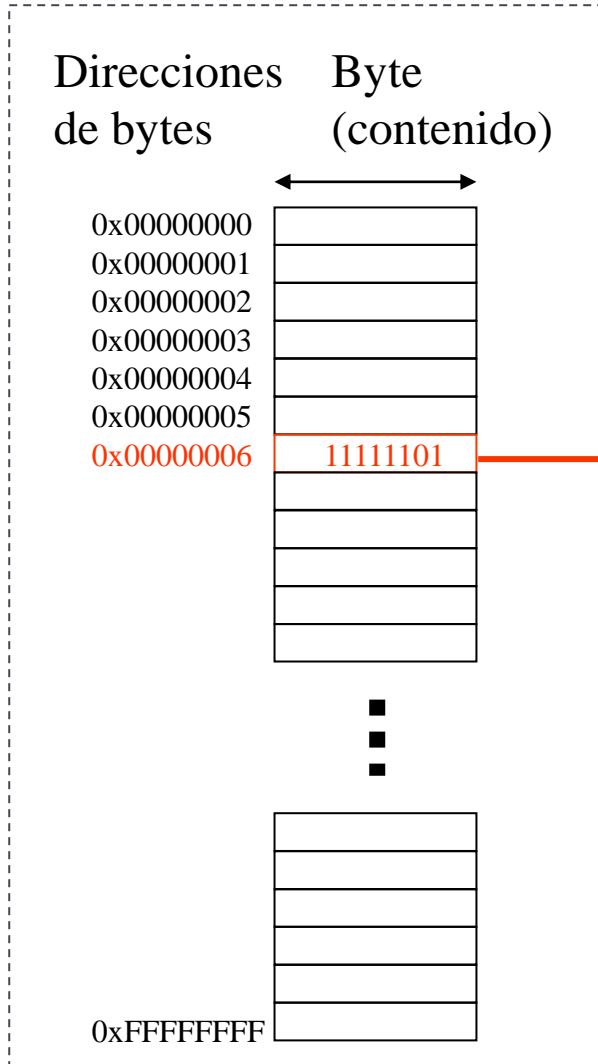 Direcciones Byte
de bytes (contenido)
0x00000000
0x00000001
0x00000002
0x00000003
0x00000004
0x00000005
0x00000006 11111101
0xFFFFFFFF